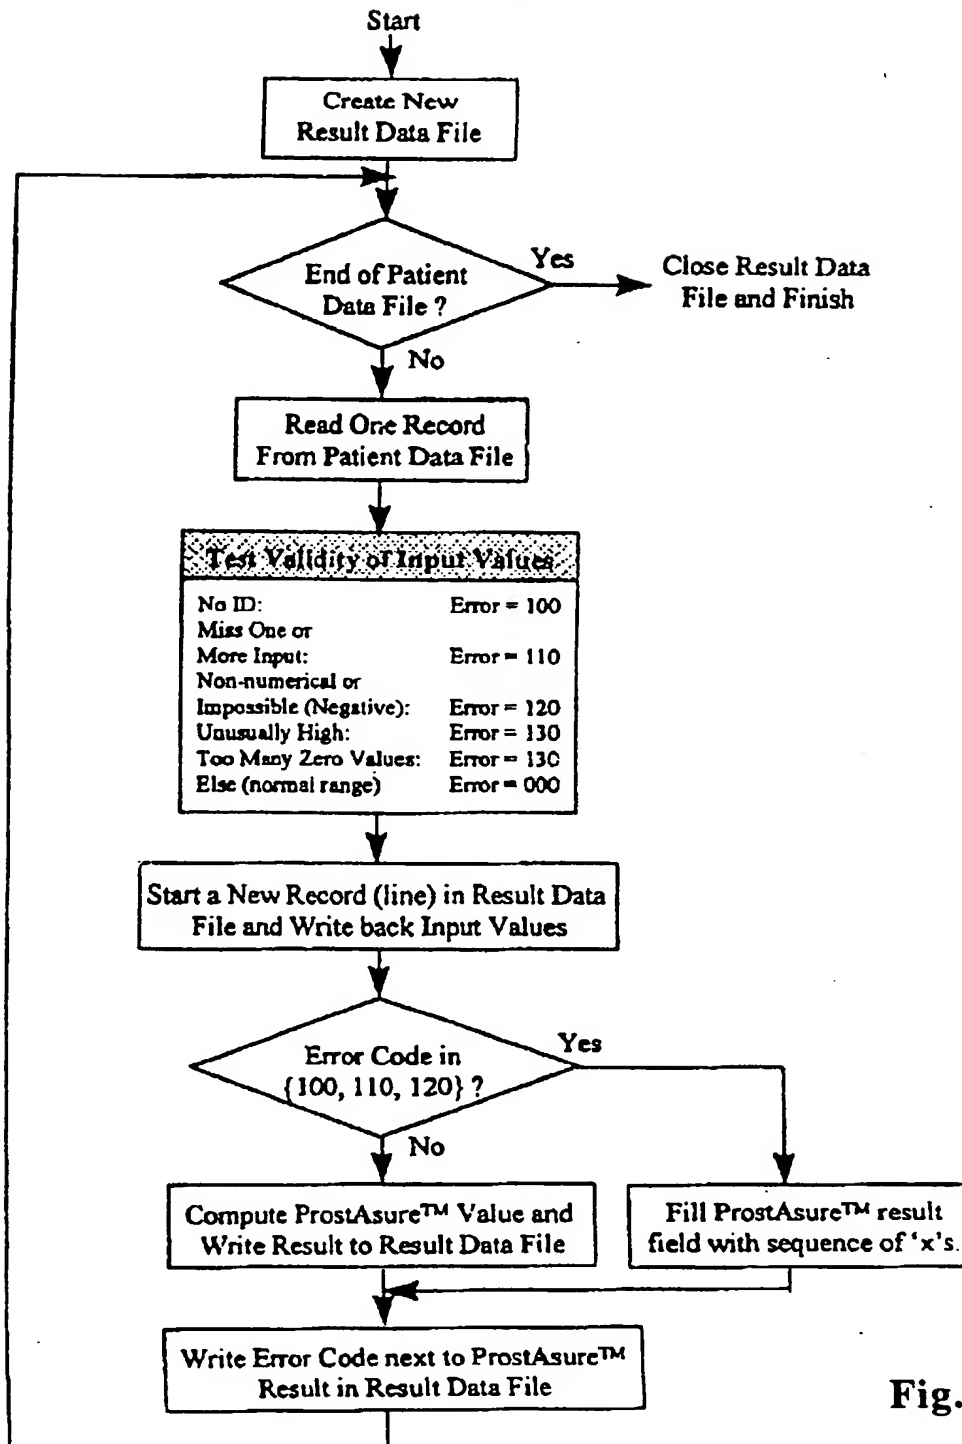 Start
Create New
Result Data File
End of Patient
Data File ?
Yes
Close Result Data
File and Finish
No
Read One Record
From Patient Data File
Test Validity of Input Values
No ID: Error = 100
Miss One or
More Input: Error = 110
Non-numerical or
Impossible (Negative): Error = 120
Unusually High: Error = 130
Too Many Zero Values: Error = 130
Else (normal range) Error = 000
Start a New Record (line) in Result Data
File and Write back Input Values
Error Code in
{100, 110, 120} ?
Yes
No
Compute ProstAsure™ Value and
Write Result to Result Data File
Fill ProstAsure™ result
field with sequence of 'x's.
Write Error Code next to ProstAsure™
Result in Result Data File
Fig.